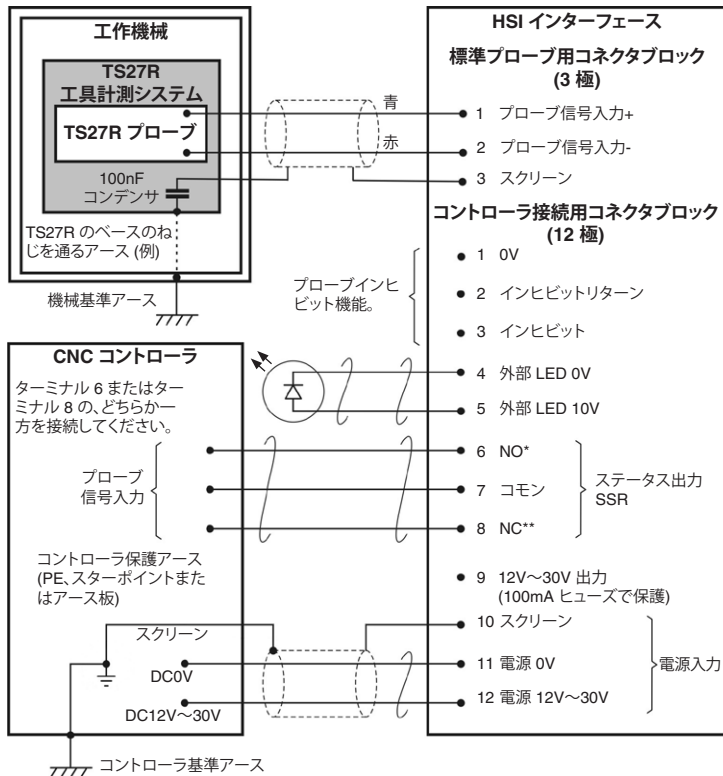 工作機械
TS27R
工具計測システム
TS27R プローブ
100nF
コンデンサ
TS27R のベースのね
じを通るアース (例)
機械基準アース
青
赤
HSI インターフェース
標準プローブ用コネクタブロック
(3 極)
1 プローブ信号入力+
2 プローブ信号入力-
3 スクリーン
コントローラ接続用コネクタブロック
(12 極)
プローブインヒ
ビット機能。
1 0V
2 インヒビットリターン
3 インヒビット
4 外部 LED 0V
5 外部 LED 10V
6 NO*
7 コモン
8 NC**
ステータス出力
SSR
9 12V～30V 出力
(100mA ヒューズで保護)
10 スクリーン
11 電源 0V
12 電源 12V～30V
電源入力
CNC コントローラ
ターミナル 6 またはター
ミナル 8 の、どちらか一
方を接続してください。
プローブ
信号入力
コントローラ保護アース
(PE、スターポイントまた
はアース板)
スクリーン
DC0V
DC12V～30V
コントローラ基準アース